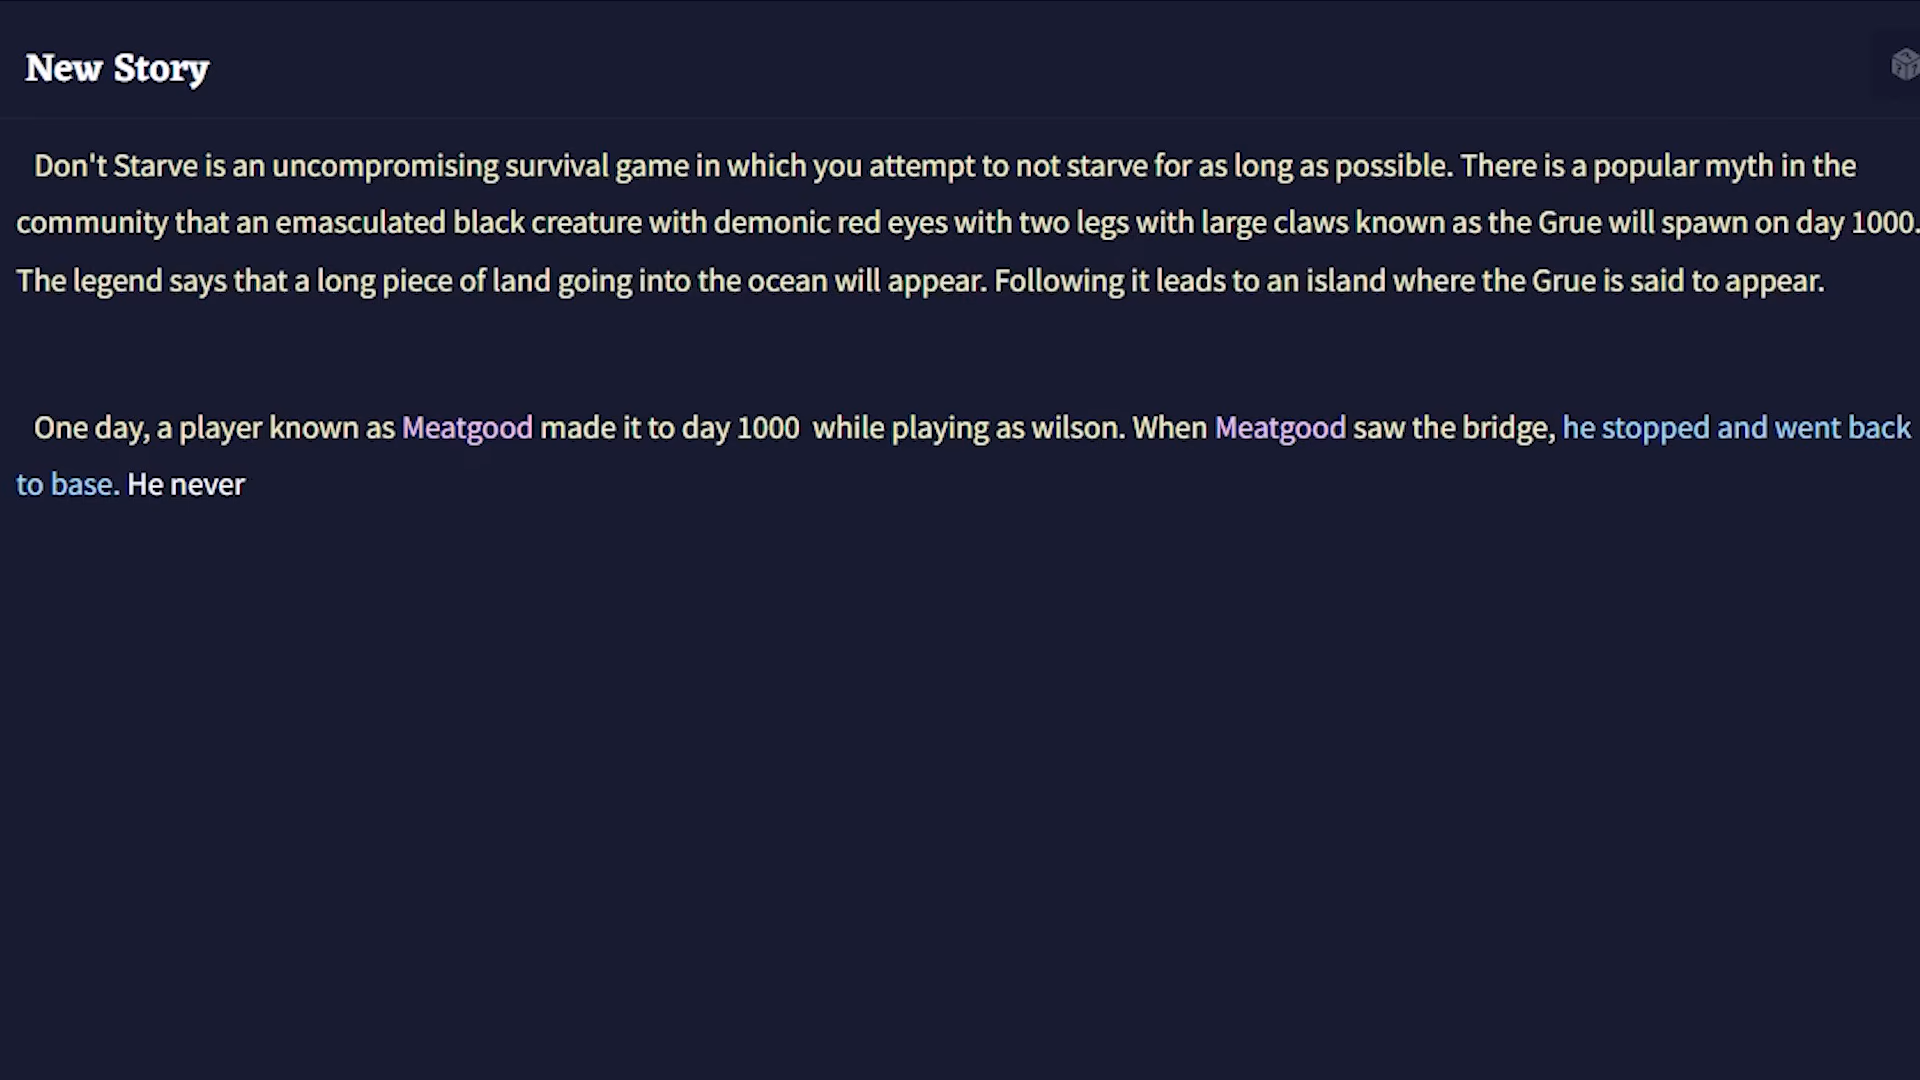 New Story
Don't Starve is an uncompromising survival game in which you attempt to not starve for as long as possible. There is a popular myth in the
community that an emasculated black creature with demonic red eyes with two legs with large claws known as the Grue will spawn on day 1000.
The legend says that a long piece of land going into the ocean will appear. Following it leads to an island where the Grue is said to appear.
One day, a player known as Meatgood made it to day 1000  while playing as wilson. When Meatgood saw the bridge, he stopped and went back
to base. He never